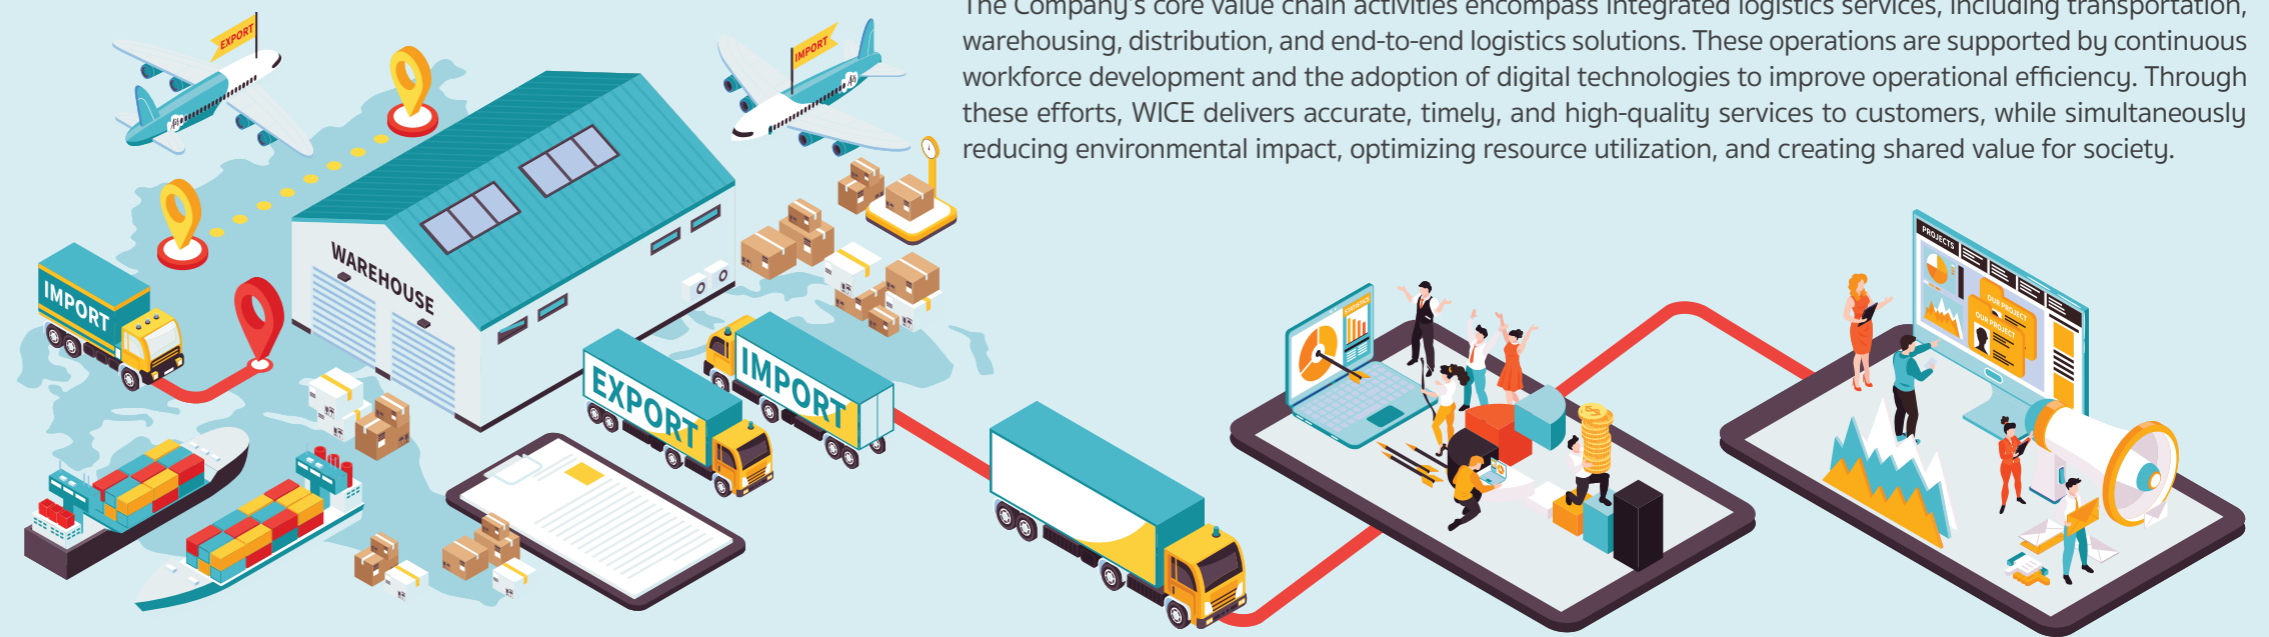 The Company's core value chain activities encompass integrated logistics services, including transportation,
warehousing, distribution, and end-to-end logistics solutions. These operations are supported by continuous
workforce development and the adoption of digital technologies to improve operational efficiency. Through
these efforts, WICE delivers accurate, timely, and high-quality services to customers, while simultaneously
reducing environmental impact, optimizing resource utilization, and creating shared value for society.
EXPORT
IMPORT
WAREHOUSE
IMPORT
EXPORT
IMPORT
STATISTICS
PROJECTS
OUR PROJECT
OUR PROJECT